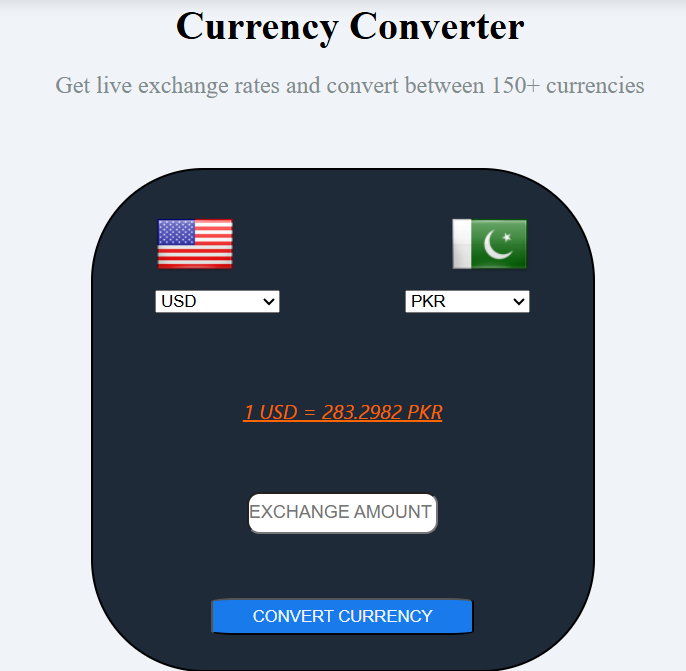 Currency Converter
Get live exchange rates and convert between 150+ currencies
USD
PKR
1 USD = 283.2982 PKR
EXCHANGE AMOUNT
CONVERT CURRENCY